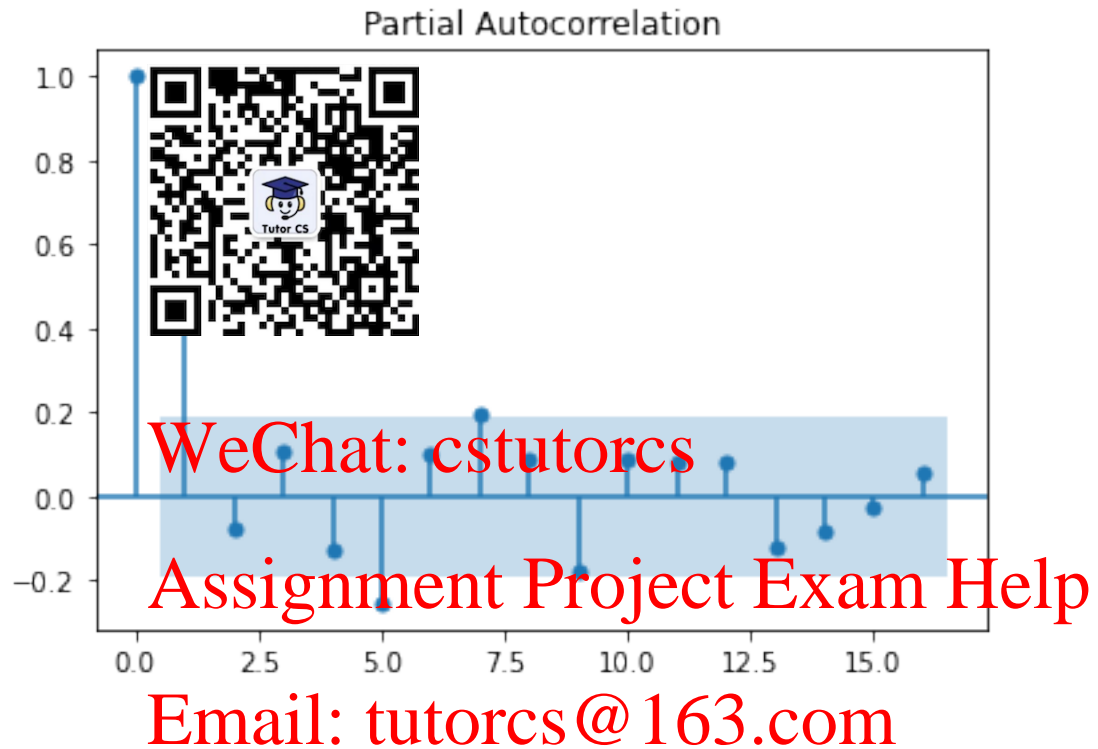 Partial Autocorrelation
1.0
0.8
0.6
0.4
0.2
0.0
−0.2
Tutor CS
WeChat: cstutorcs
Assignment Project Exam Help
0.0 2.5 5.0 7.5 10.0 12.5 15.0
Email: tutorcs@163.com